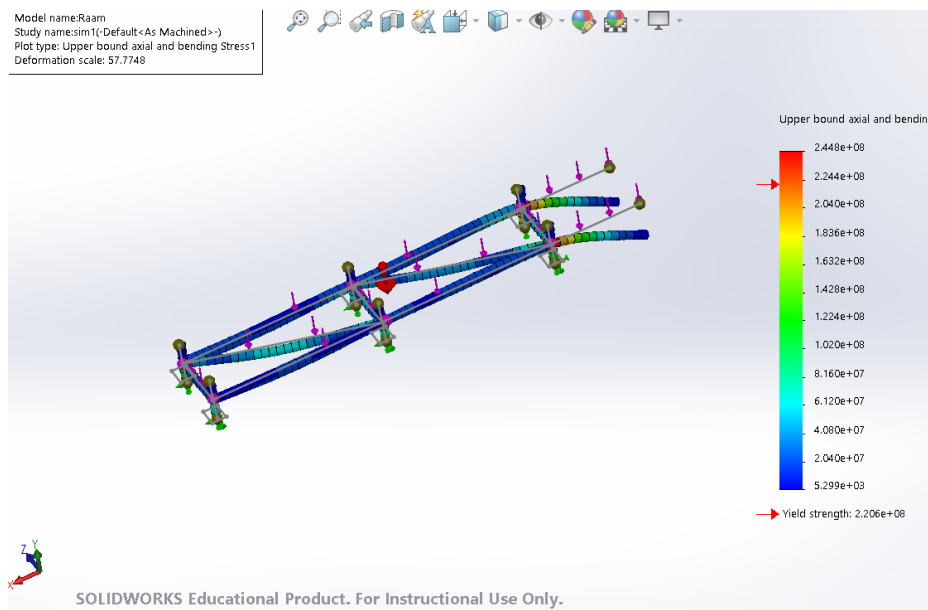 Model name:Raam
Study name:sim1(-Default<As Machined>-)
Plot type: Upper bound axial and bending Stress1
Deformation scale: 57.7748
Upper bound axial and bendin
2.448e+08
2.244e+08
2.040e+08
1.836e+08
1.632e+08
1.428e+08
1.224e+08
1.020e+08
8.160e+07
6.120e+07
4.080e+07
2.040e+07
5.299e+03
Yield strength: 2.206e+08
Z
Y
X
SOLIDWORKS Educational Product. For Instructional Use Only.